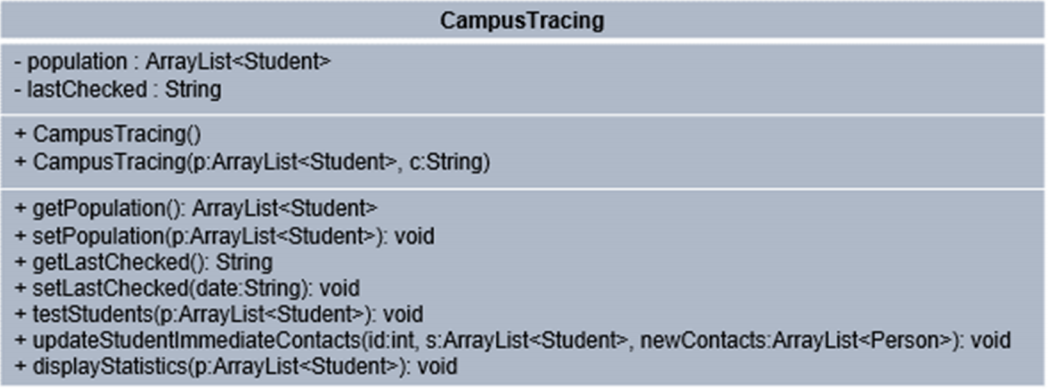 CampusTracing
- population : ArrayList<Student>
- lastChecked : String
+ CampusTracing()
+ CampusTracing(p:ArrayList<Student>, c:String)
+ getPopulation(): ArrayList<Student>
+ setPopulation(p:ArrayList<Student>): void
+ getLastChecked(): String
+ setLastChecked(date:String): void
+ testStudents(p:ArrayList<Student>): void
+ updateStudentImmediateContacts(id:int, s:ArrayList<Student>, newContacts:ArrayList<Person>): void
+ displayStatistics(p:ArrayList<Student>): void